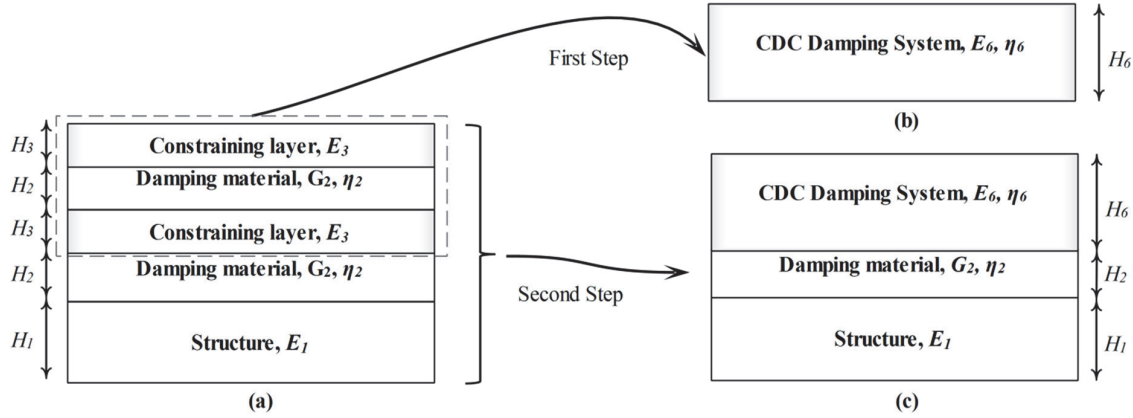 CDC Damping System, E6, η6
H6
First Step
(b)
H3
Constraining layer, E3
H2
Damping material, G2, η2
H3
Constraining layer, E3
H2
Damping material, G2, η2
H1
Structure, E1
(a)
Second Step
CDC Damping System, E6, η6
H6
Damping material, G2, η2
H2
Structure, E1
H1
(c)